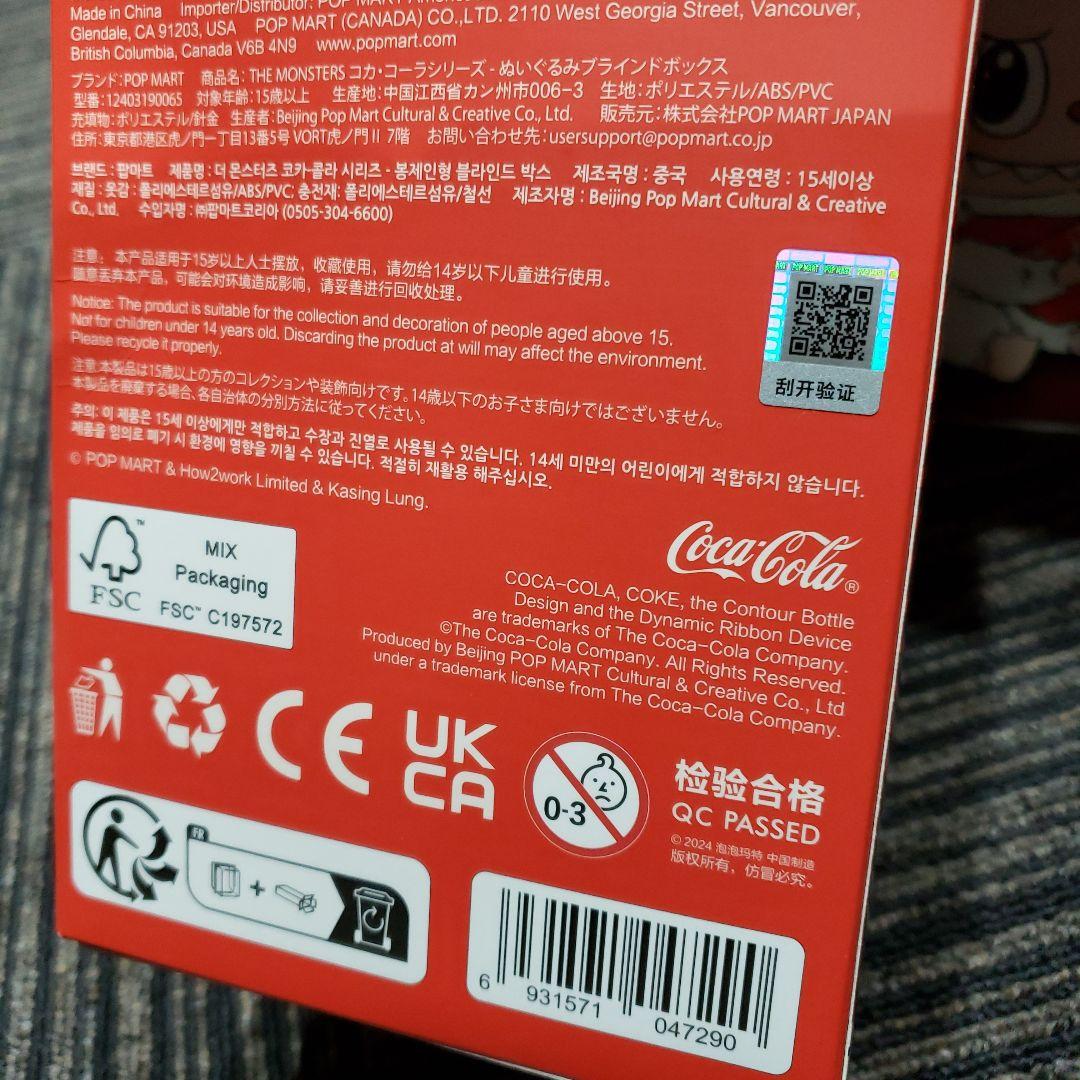 Made in China Importer/Distributor: POP MART
Glendale, CA 91203, USA POP MART (CANADA) CO.,LTD. 2110 West Georgia Street, Vancouver,
British Columbia, Canada V6B 4N9 www.popmart.com
ブランド:POP MART 商品名: THE MONSTERS コカ・コーラシリーズ - ぬいぐるみブラインドボックス
型番:12403190065 対象年齢:15歳以上 生産地:中国江西省カン州市006-3 生地:ポリエステル/ABS/PVC
充填物:ポリエステル/針金 生産者:Beijing Pop Mart Cultural & Creative Co., Ltd. 販売元:株式会社POP MART JAPAN
住所:東京都港区虎ノ門一丁目13番5号 VORT虎ノ門II 7階 お問い合わせ先:usersupport@popmart.co.jp
브랜드 : 팝마트 제품명 : 더 몬스터즈 코카-콜라 시리즈 - 봉제인형 블라인드 박스 제조국명 : 중국 사용연령 : 15세이상
재질 : 옷감 : 폴리에스테르섬유/ABS/PVC; 충전재: 폴리에스테르섬유/철선 제조자명 : Beijing Pop Mart Cultural & Creative
Co., Ltd. 수입자명 : ㈜팝마트코리아 (0505-304-6600)
注意： 本产品适用于15岁以上人士摆放，收藏使用，请勿给14岁以下儿童进行使用。
随意丢弃本产品，可能会对环境造成影响，请妥善进行回收处理。
Notice: The product is suitable for the collection and decoration of people aged above 15.
Not for children under 14 years old. Discarding the product at will may affect the environment.
Please recycle it properly.
注意:本製品は15歳以上の方のコレクションや装飾向けです。14歳以下のお子さま向けではございません。
本製品を廃棄する場合、各自治体の分別方法に従ってください。
주의: 이 제품은 15세 이상에게만 적합하고 수장과 진열로 사용될 수 있습니다. 14세 미만의 어린이에게 적합하지 않습니다.
제품을 임의로 폐기 시 환경에 영향을 끼칠 수 있습니다. 적절히 재활용 해주십시오.
© POP MART & How2work Limited & Kasing Lung.
POP MART POP MART POP MART
刮开验证
Coca-Cola®
COCA-COLA, COKE, the Contour Bottle
Design and the Dynamic Ribbon Device
are trademarks of The Coca-Cola Company.
©The Coca-Cola Company. All Rights Reserved.
Produced by Beijing POP MART Cultural & Creative Co., Ltd
under a trademark license from The Coca-Cola Company.
FSC™
MIX
Packaging
FSC™ C197572
CE
UK
CA
0-3
检验合格
QC PASSED
© 2024 泡泡玛特 中国制造
版权所有，仿冒必究。
FR
+
6 931571 047290